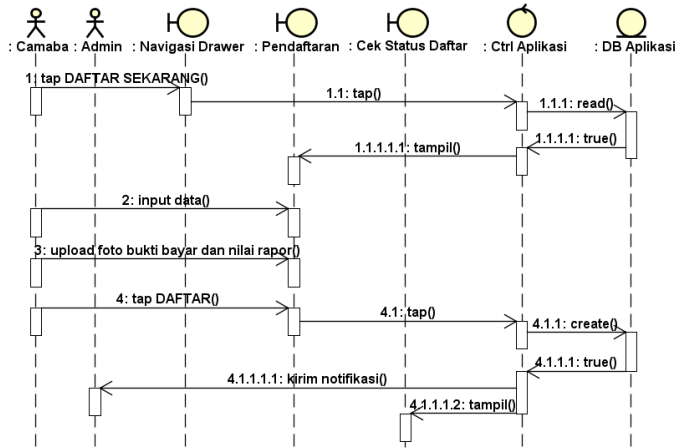 : Camaba : Admin : Navigasi Drawer : Pendaftaran : Cek Status Daftar : Ctrl Aplikasi : DB Aplikasi
1: tap DAFTAR SEKARANG()
1.1: tap()
1.1.1: read()
1.1.1.1: true()
1.1.1.1.1: tampil()
2: input data()
3: upload foto bukti bayar dan nilai rapor()
4: tap DAFTAR()
4.1: tap()
4.1.1: create()
4.1.1.1: true()
4.1.1.1.1: kirim notifikasi()
4.1.1.1.2: tampil()